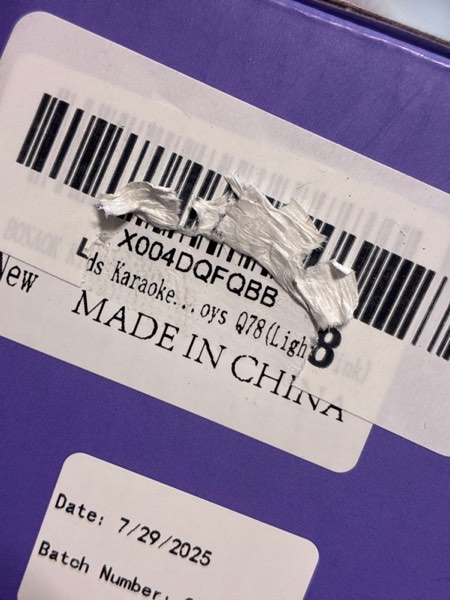 X004DQFQBB
ds Karaoke...oys Q78(Ligh
New
8
MADE IN CHINA
Date: 7/29/2025
Batch Number: